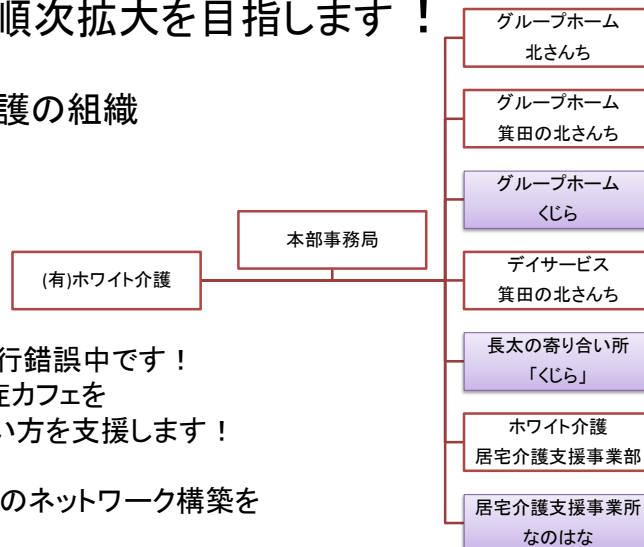 順次拡大を目指します！
護の組織
(有)ホワイト介護
本部事務局
グループホーム
北さんち
グループホーム
箕田の北さんち
グループホーム
くじら
デイサービス
箕田の北さんち
長太の寄り合い所
「くじら」
ホワイト介護
居宅介護支援事業部
居宅介護支援事業所
なのはな
行錯誤中です！
カフェを
い方を支援します！
のネットワーク構築を